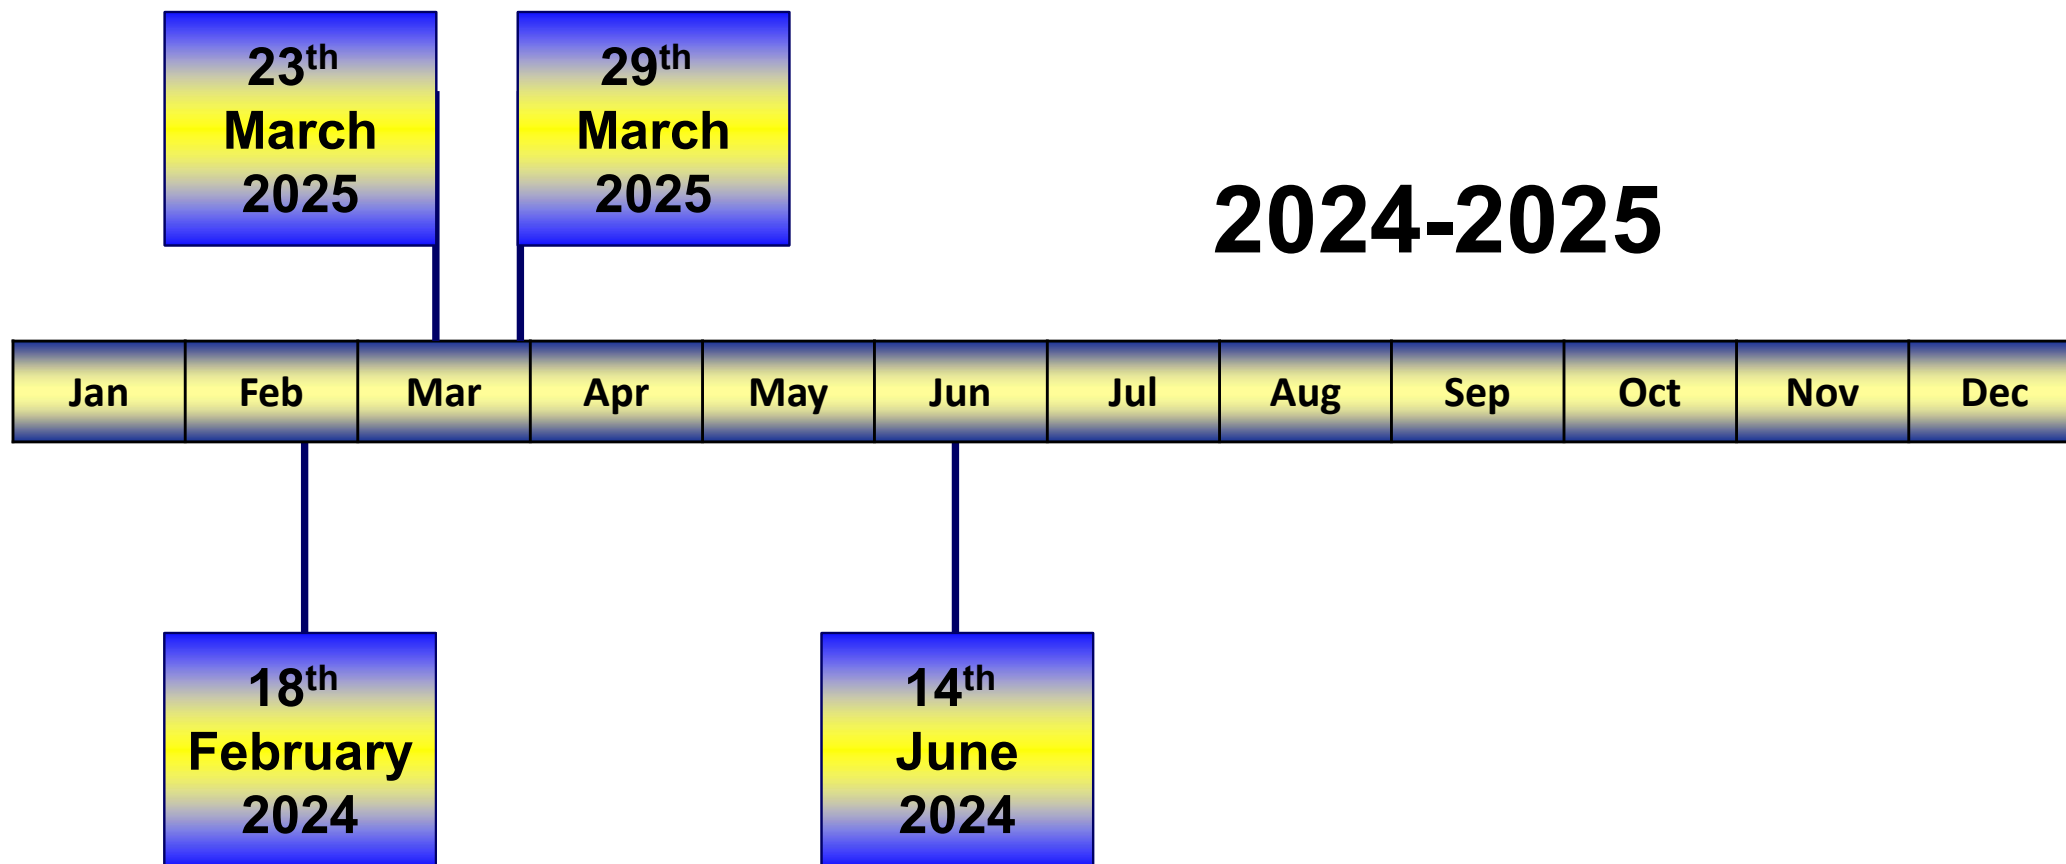 23th
March
2025
29th
March
2025
2024-2025
Jan Feb Mar Apr May Jun Jul Aug Sep Oct Nov Dec
18th
February
2024
14th
June
2024